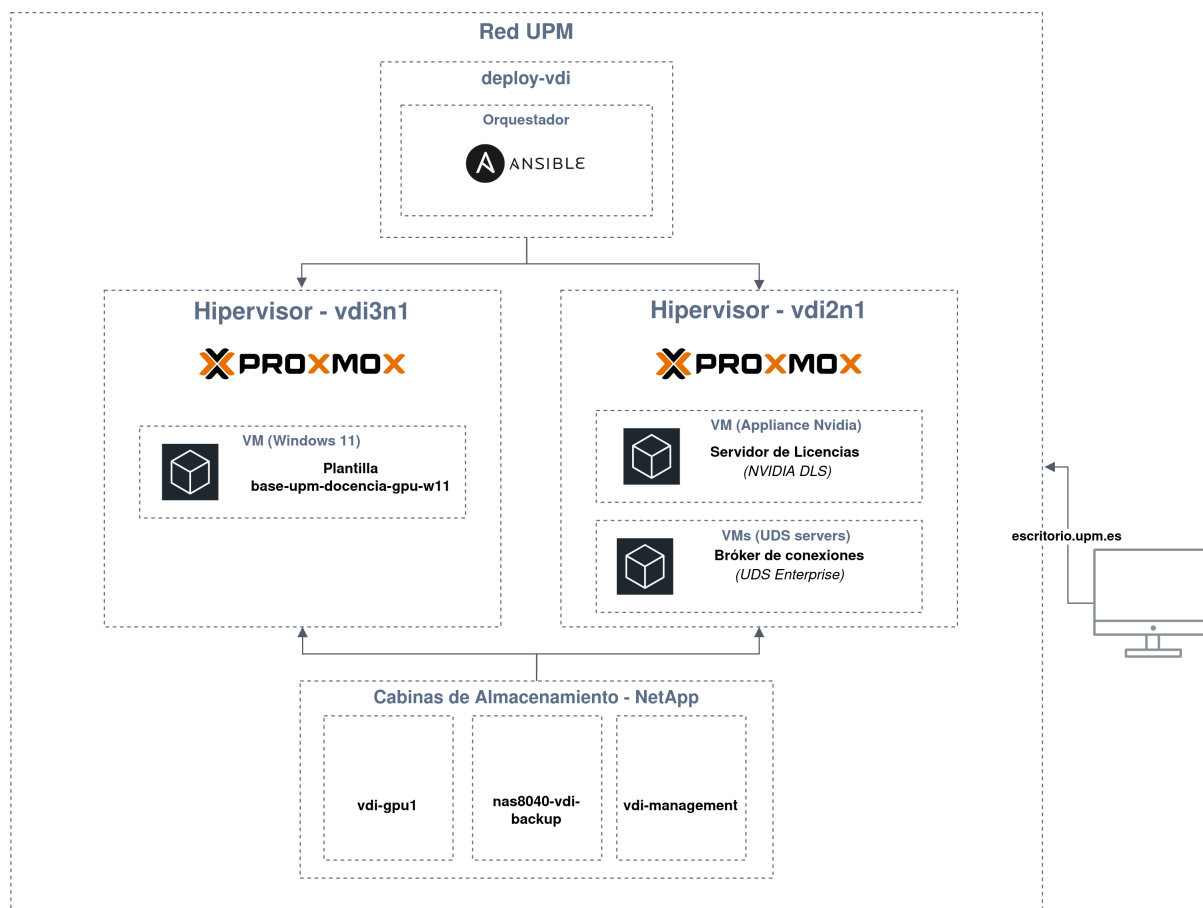 Red UPM
deploy-vdi
Orquestador
ANSIBLE
Hipervisor - vdi3n1
PROXMOX
VM (Windows 11)
Plantilla
base-upm-docencia-gpu-w11
Hipervisor - vdi2n1
PROXMOX
VM (Appliance Nvidia)
Servidor de Licencias
(NVIDIA DLS)
VMs (UDS servers)
Bróker de conexiones
(UDS Enterprise)
escritorio.upm.es
Cabinas de Almacenamiento - NetApp
vdi-gpu1
nas8040-vdi-
backup
vdi-management